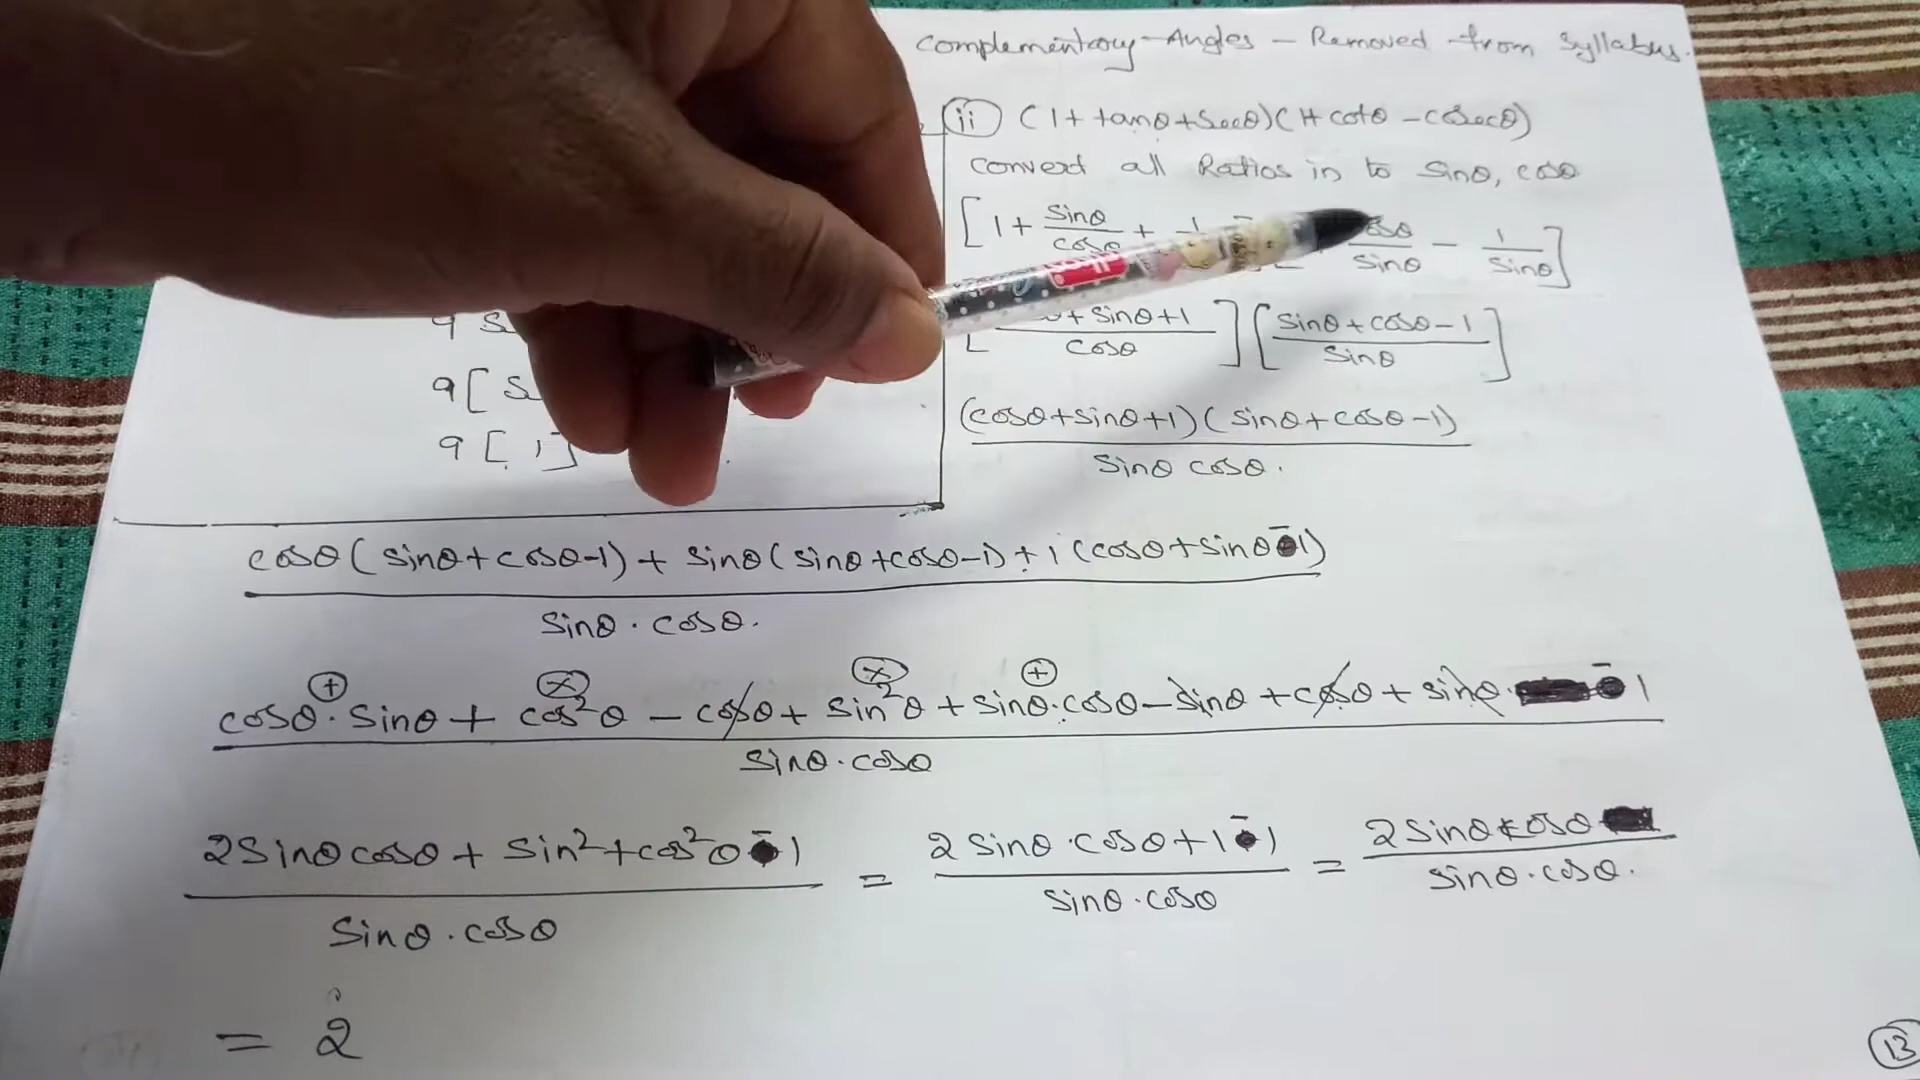 Complementary-Angles - Removed from Syllabus.
(ii) (1+ tanθ+Secθ)(1+ cotθ - cosecθ)
convert all Ratios in to Sinθ, cosθ
[1+ Sinθ/cosθ + 1 cosθ/Sinθ - 1/Sinθ]
+ Sinθ+1/cosθ] [Sinθ+cosθ-1/Sinθ]
9
9[
9[1]
(cosθ+sinθ+1)(sinθ+cosθ-1)
Sinθ cosθ.
cosθ(sinθ+cosθ-1)+ sinθ(sinθ+cosθ-1)+1(cosθ+sinθ-1)
Sinθ . cosθ.
+ × × +
cosθ.sinθ + cos²θ - cosθ + sin²θ + sinθ.cosθ - sinθ + cosθ + sinθ - 1
Sinθ.cosθ
2Sinθcosθ + Sin²+cos²θ - 1 = 2 Sinθ.cosθ+1-1 = 2Sinθcosθ
Sinθ.cosθ Sinθ.cosθ Sinθ.cosθ.
= 2
13